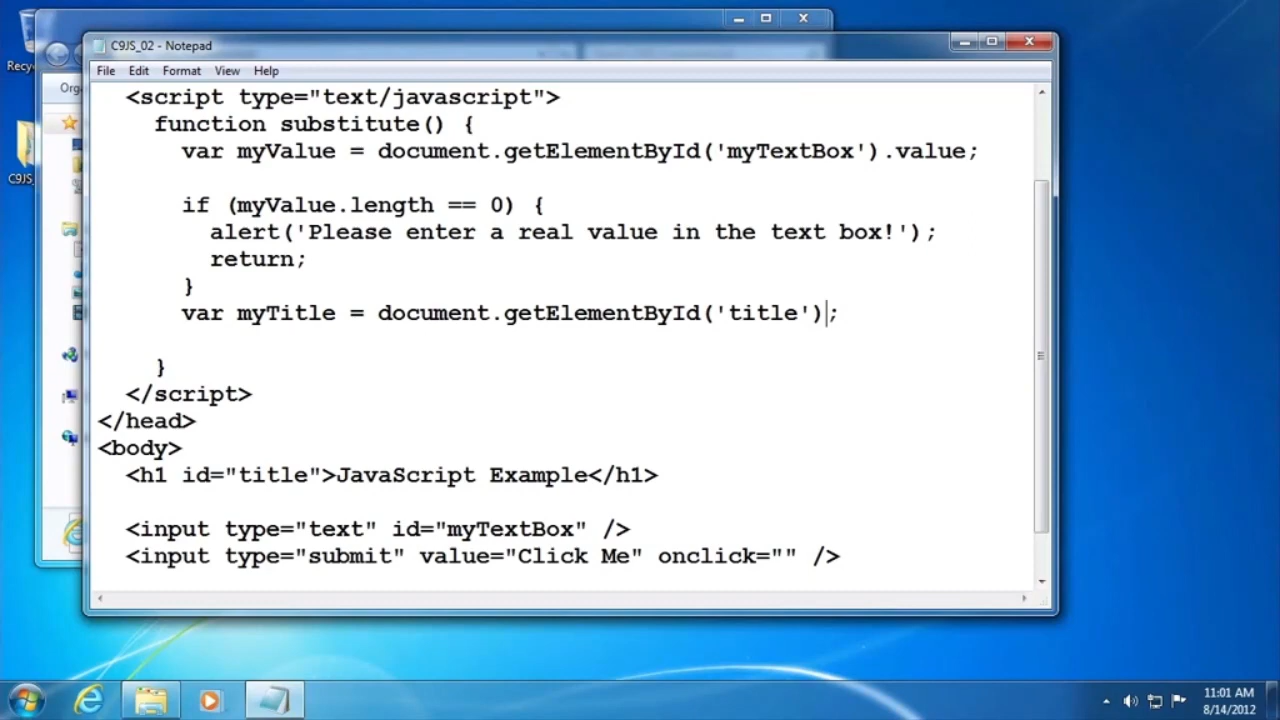 C9JS_02 - Notepad
File Edit Format View Help
<script type="text/javascript">
function substitute() {
var myValue = document.getElementById('myTextBox').value;
if (myValue.length == 0) {
alert('Please enter a real value in the text box!');
return;
}
var myTitle = document.getElementById('title');
}
</script>
</head>
<body>
<h1 id="title">JavaScript Example</h1>
<input type="text" id="myTextBox" />
<input type="submit" value="Click Me" onclick="" />
11:01 AM
8/14/2012